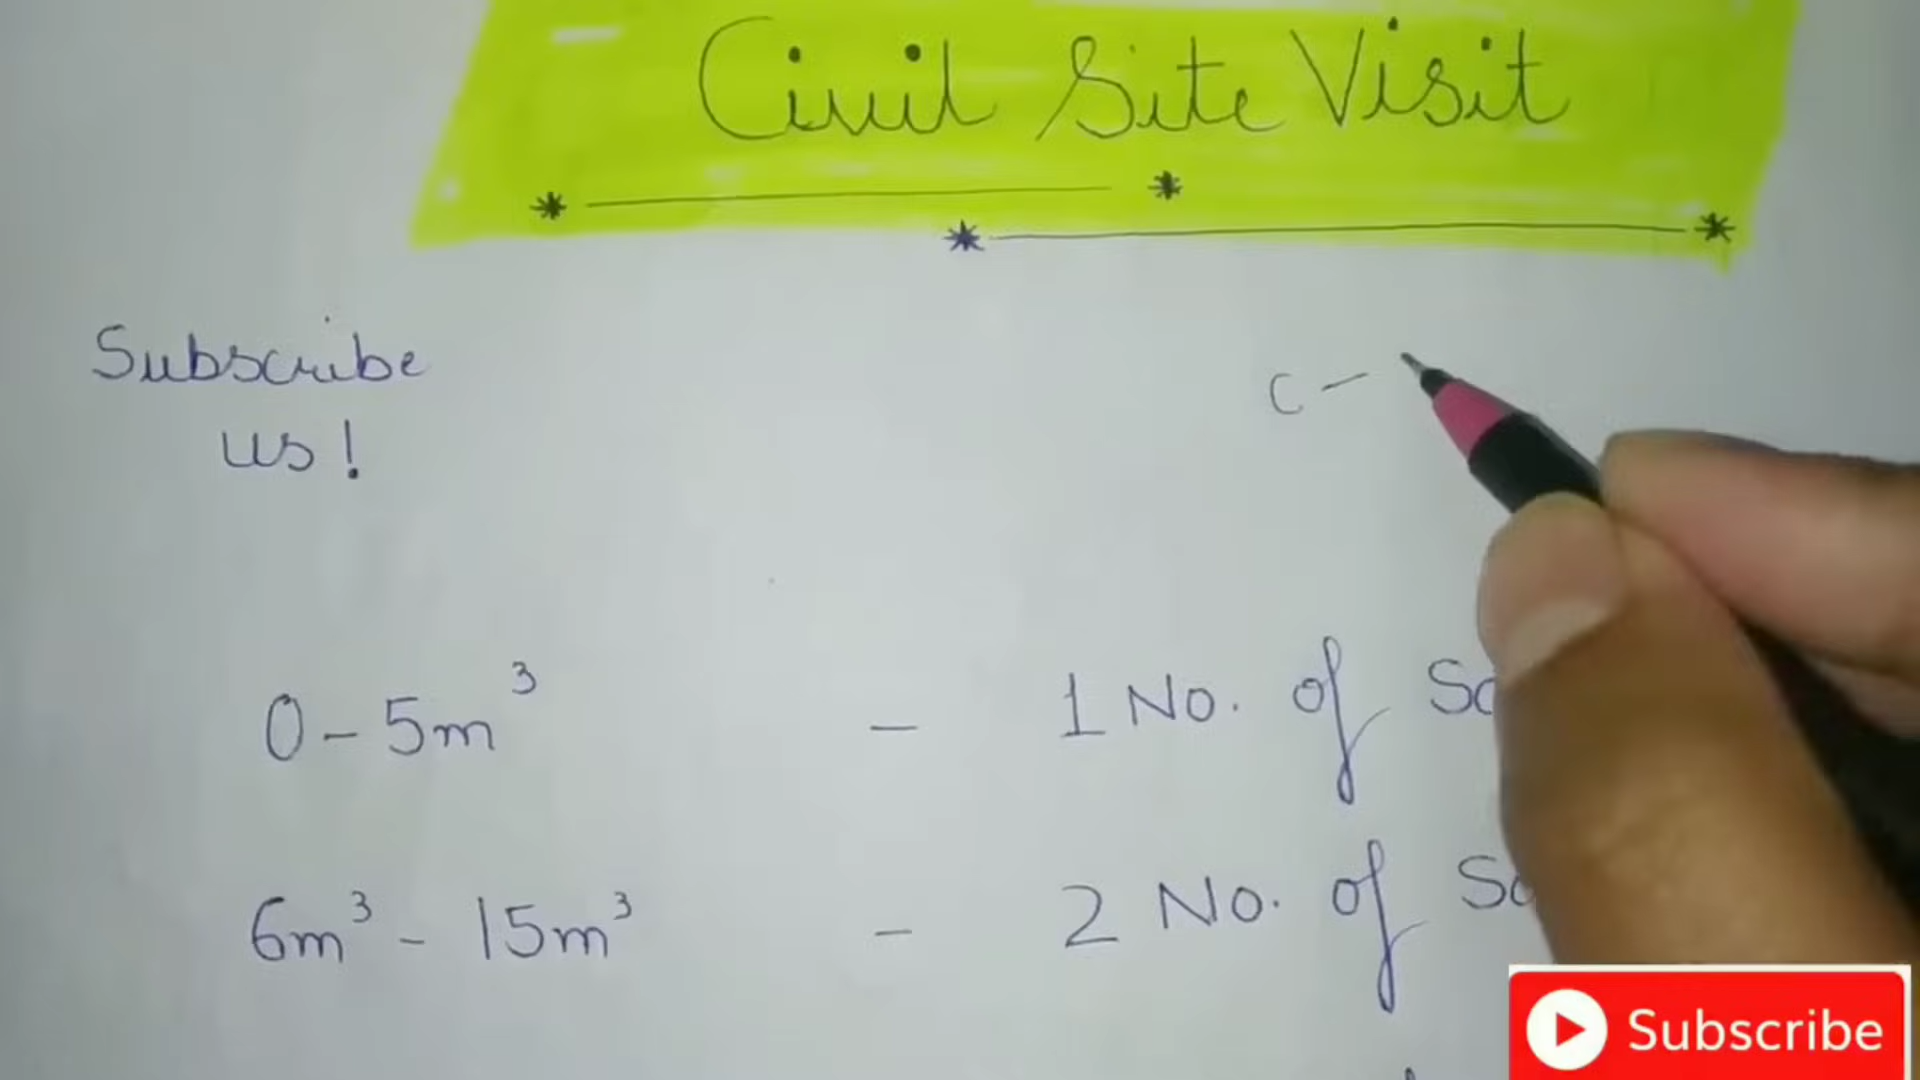 Civil Site Visit
Subscribe
us!
C -
0 - 5m³ - 1 No. of
6m³ - 15m³ - 2 No. of
Subscribe